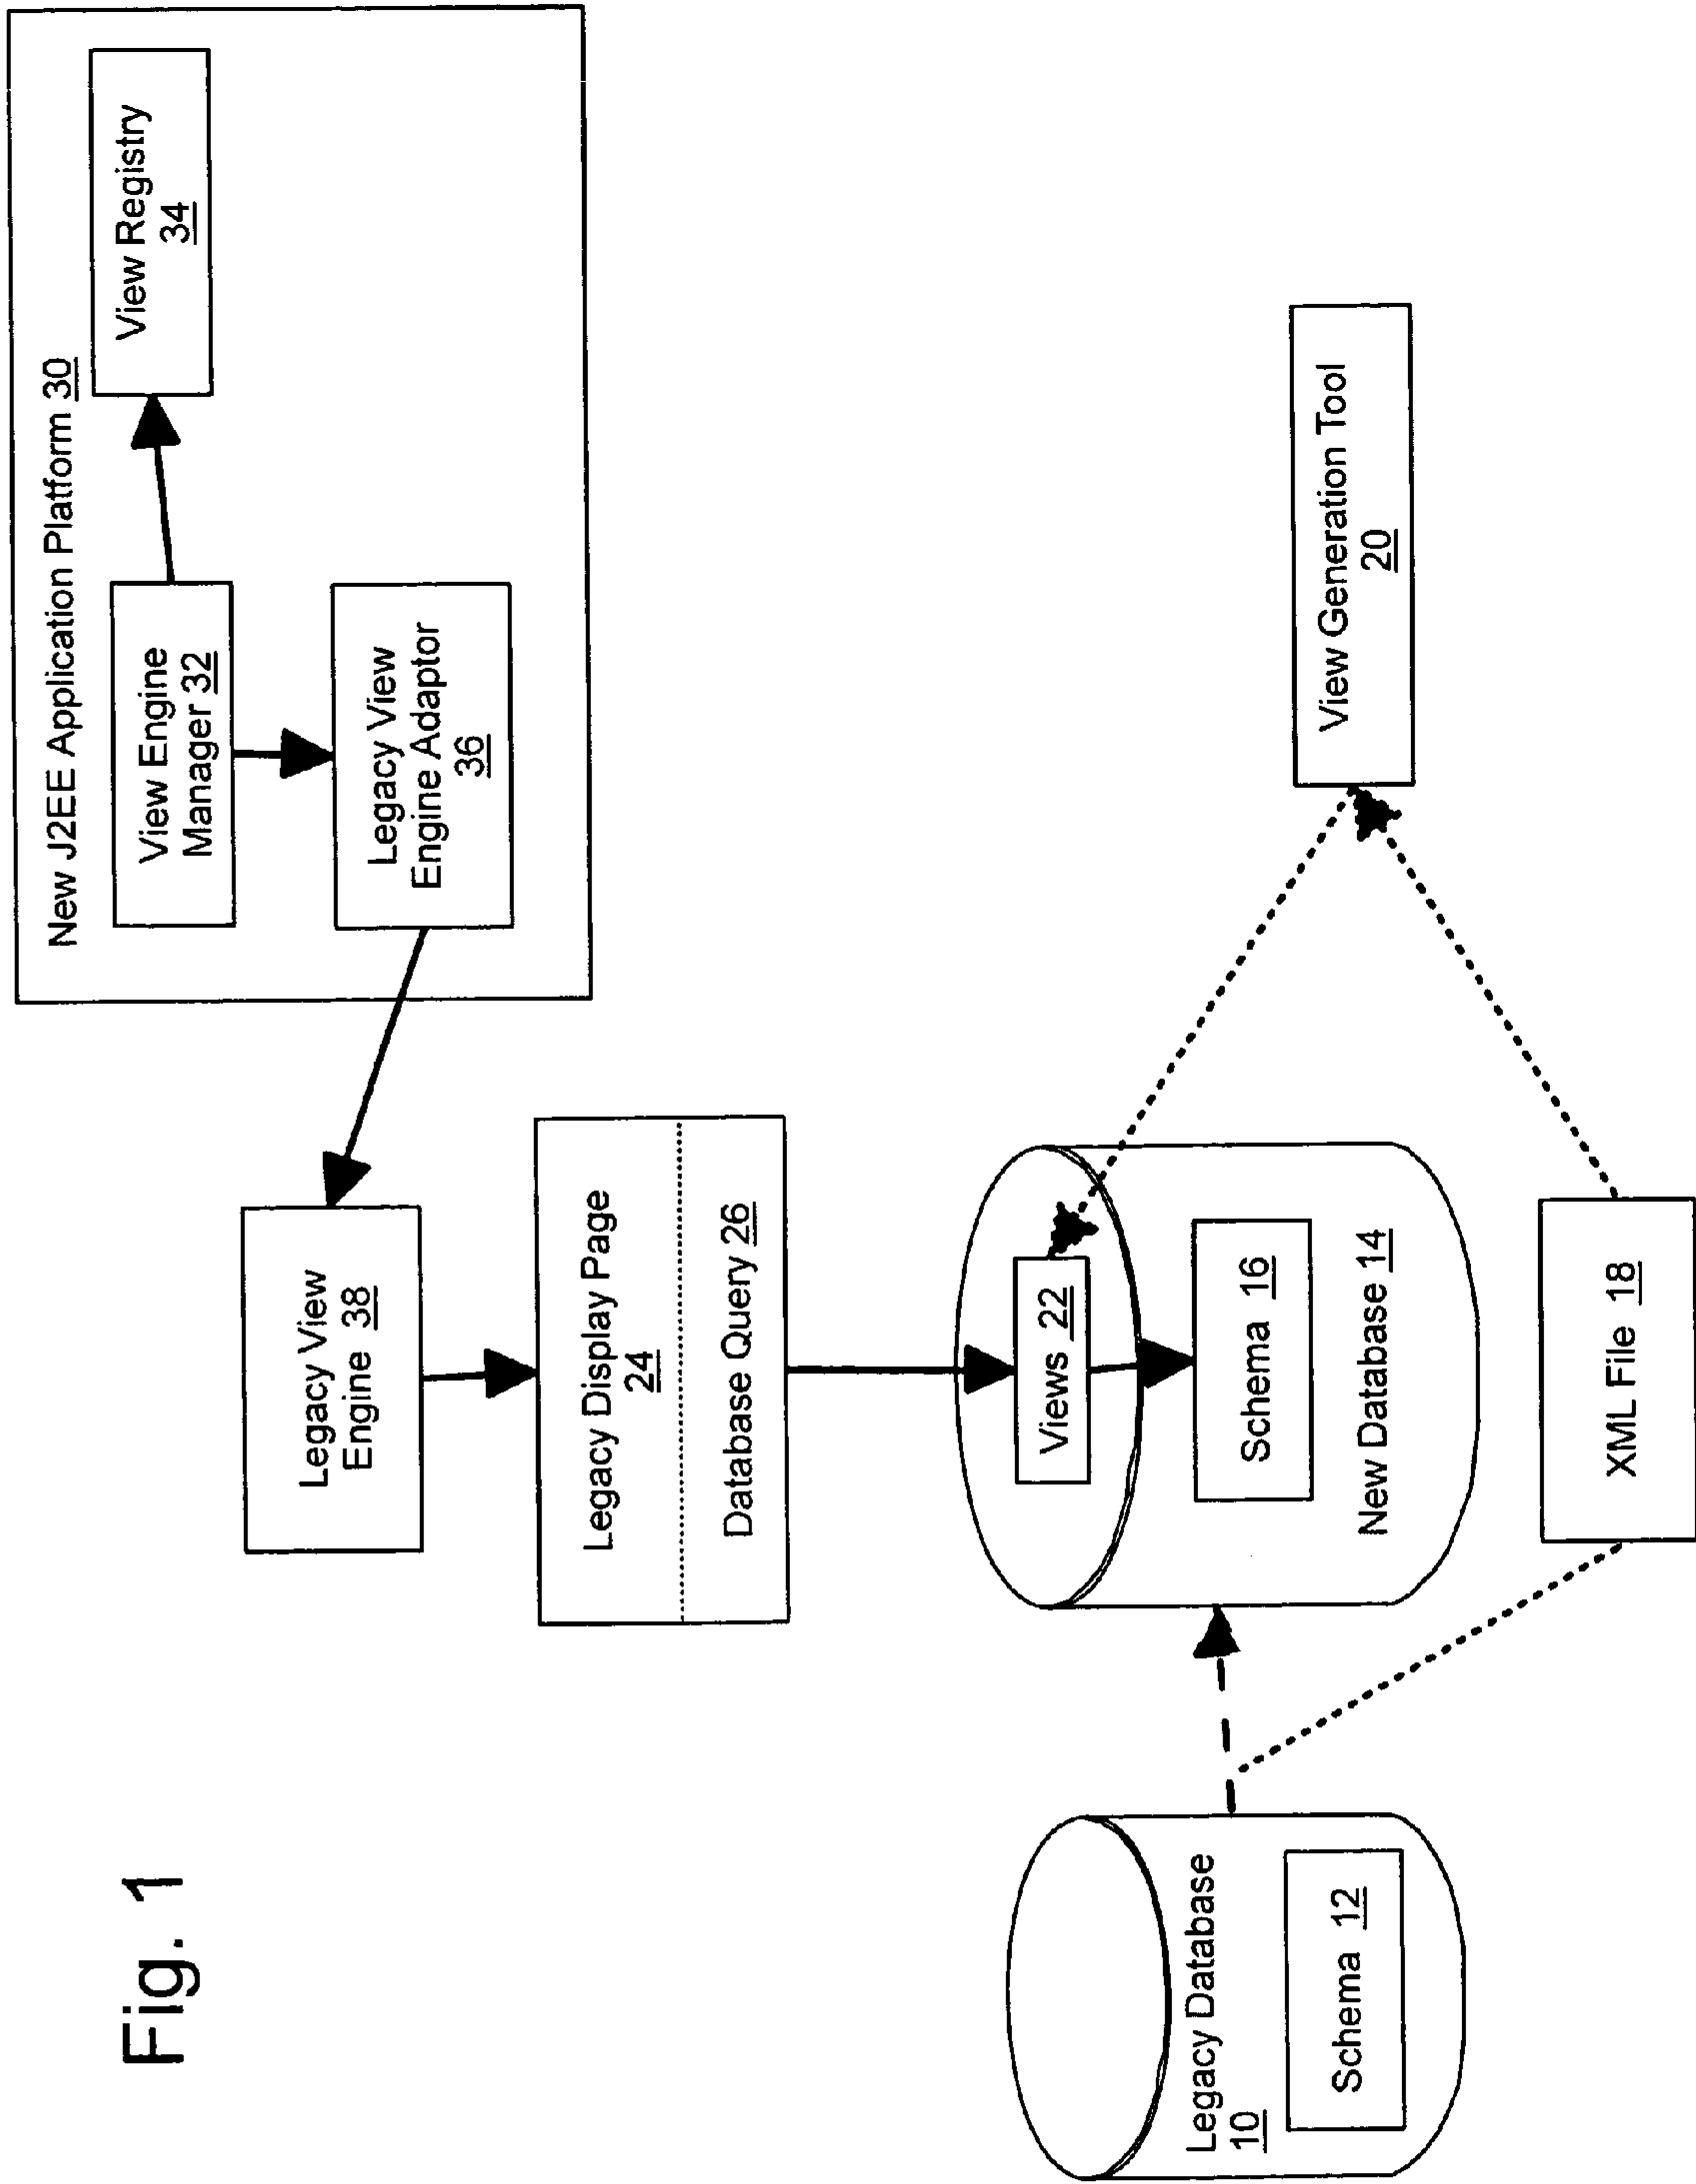 Fig. 1
New J2EE Application Platform 30
View Engine
Manager 32
View Registry
34
Legacy View
Engine Adaptor
36
Legacy View
Engine 38
Legacy Display Page
24
Database Query 26
Views 22
Schema 16
New Database 14
Legacy Database
10
Schema 12
XML File 18
View Generation Tool
20